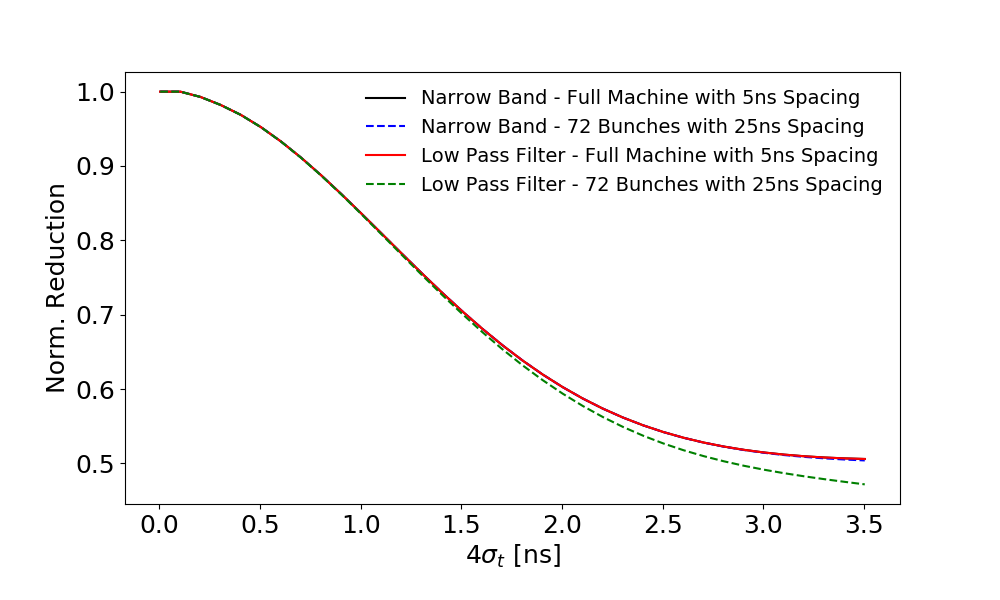 Narrow Band - Full Machine with 5ns Spacing
Narrow Band - 72 Bunches with 25ns Spacing
Low Pass Filter - Full Machine with 5ns Spacing
Low Pass Filter - 72 Bunches with 25ns Spacing
Norm. Reduction
1.0
0.9
0.8
0.7
0.6
0.5
0.0 0.5 1.0 1.5 2.0 2.5 3.0 3.5
4σₜ [ns]